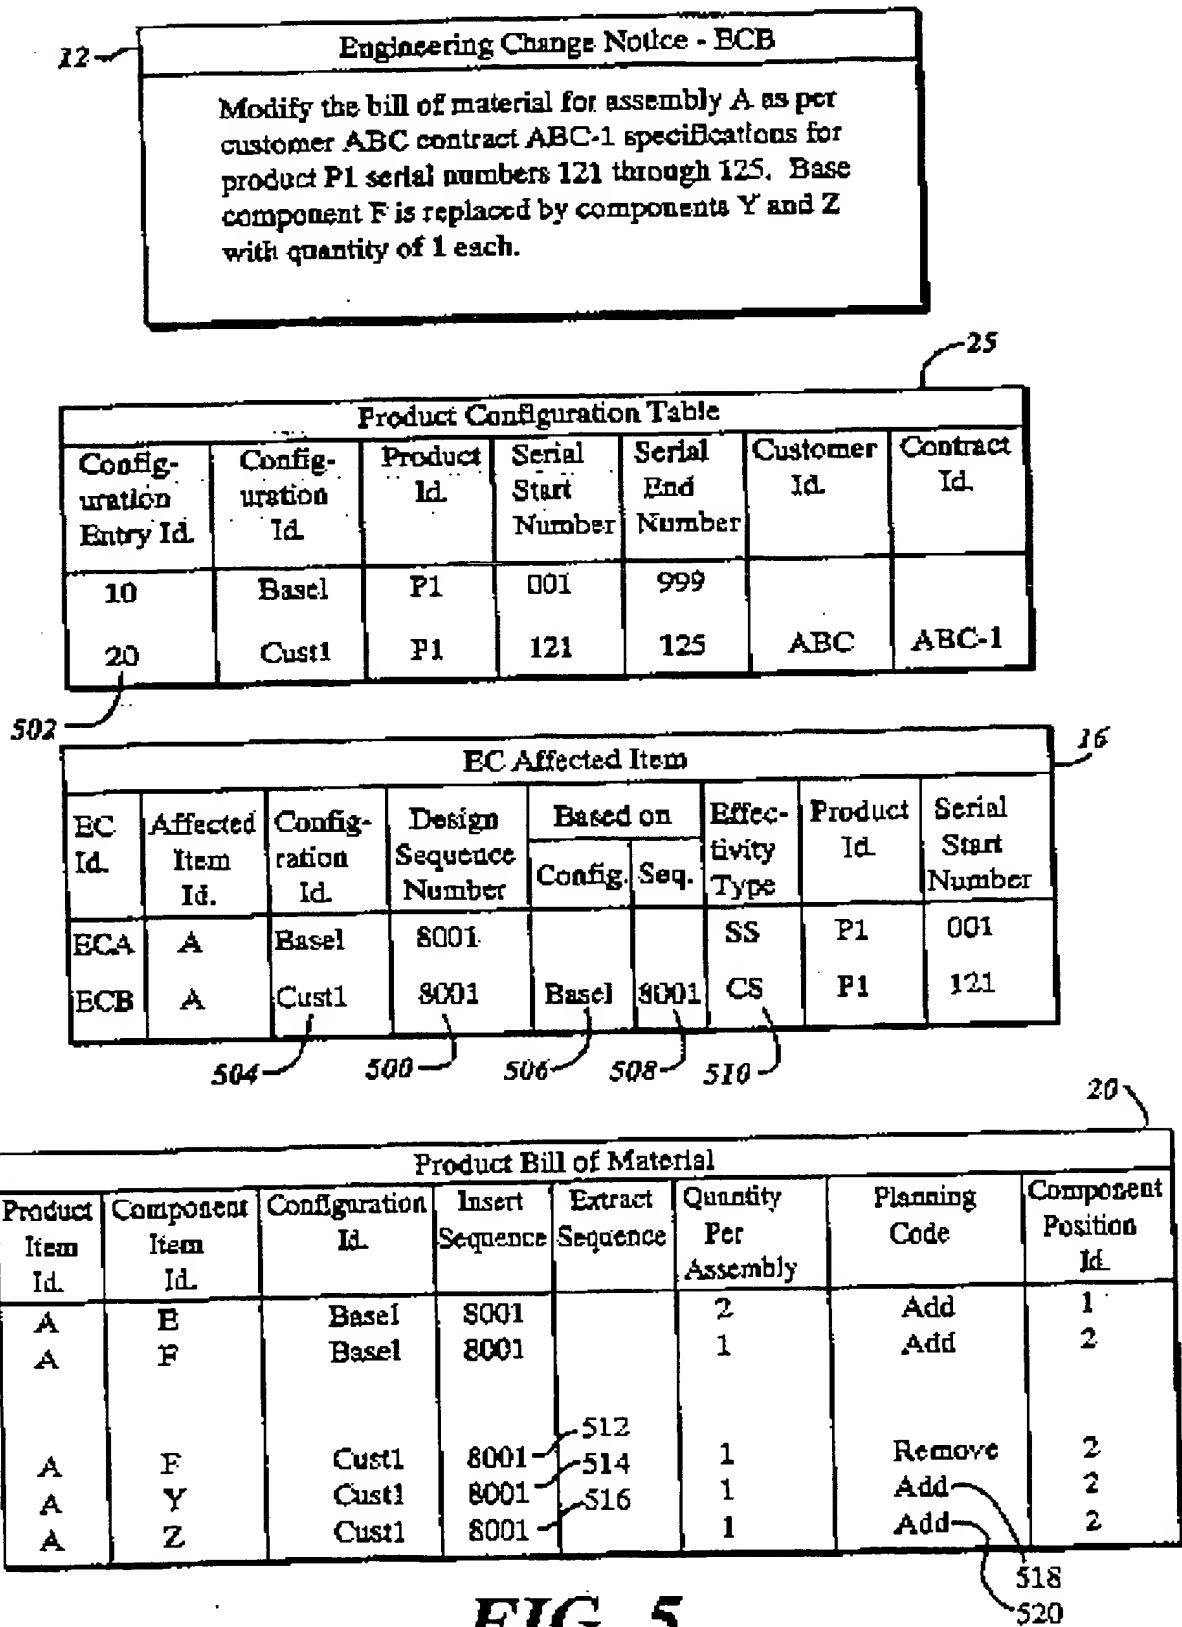 12
Engineering Change Notice - ECB
Modify the bill of material for assembly A as per
customer ABC contract ABC-1 specifications for
product P1 serial numbers 121 through 125. Base
component F is replaced by components Y and Z
with quantity of 1 each.
25
Product Configuration Table
Config-uration Entry Id. Config-uration Id. Product Id. Serial Start Number Serial End Number Customer Id. Contract Id.
10 Base1 P1 001 999
20 Cust1 P1 121 125 ABC ABC-1
502
16
EC Affected Item
EC Id. Affected Item Id. Config-ration Id. Design Sequence Number Based on Config. Seq. Effec-tivity Type Product Id. Serial Start Number
ECA A Base1 8001 SS P1 001
ECB A Cust1 8001 Base1 8001 CS P1 121
504 500 506 508 510
20
Product Bill of Material
Product Item Id. Component Item Id. Configuration Id. Insert Sequence Extract Sequence Quantity Per Assembly Planning Code Component Position Id.
A E Base1 8001 2 Add 1
A F Base1 8001 1 Add 2
512
A F Cust1 8001 1 Remove 2
514
A Y Cust1 8001 1 Add 2
516
A Z Cust1 8001 1 Add 2
518
520
FIG. 5